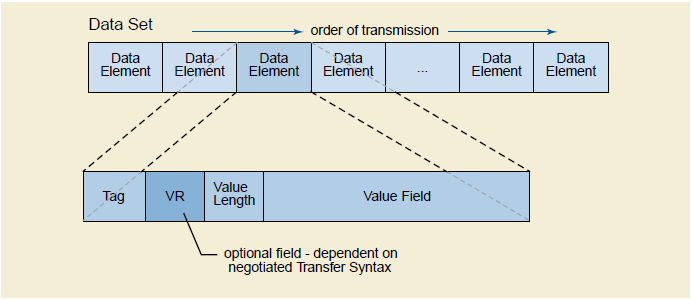 Data Set
order of transmission
Data
Element
Data
Element
Data
Element
Data
Element
...
Data
Element
Data
Element
Tag
VR
Value
Length
Value Field
optional field - dependent on
negotiated Transfer Syntax